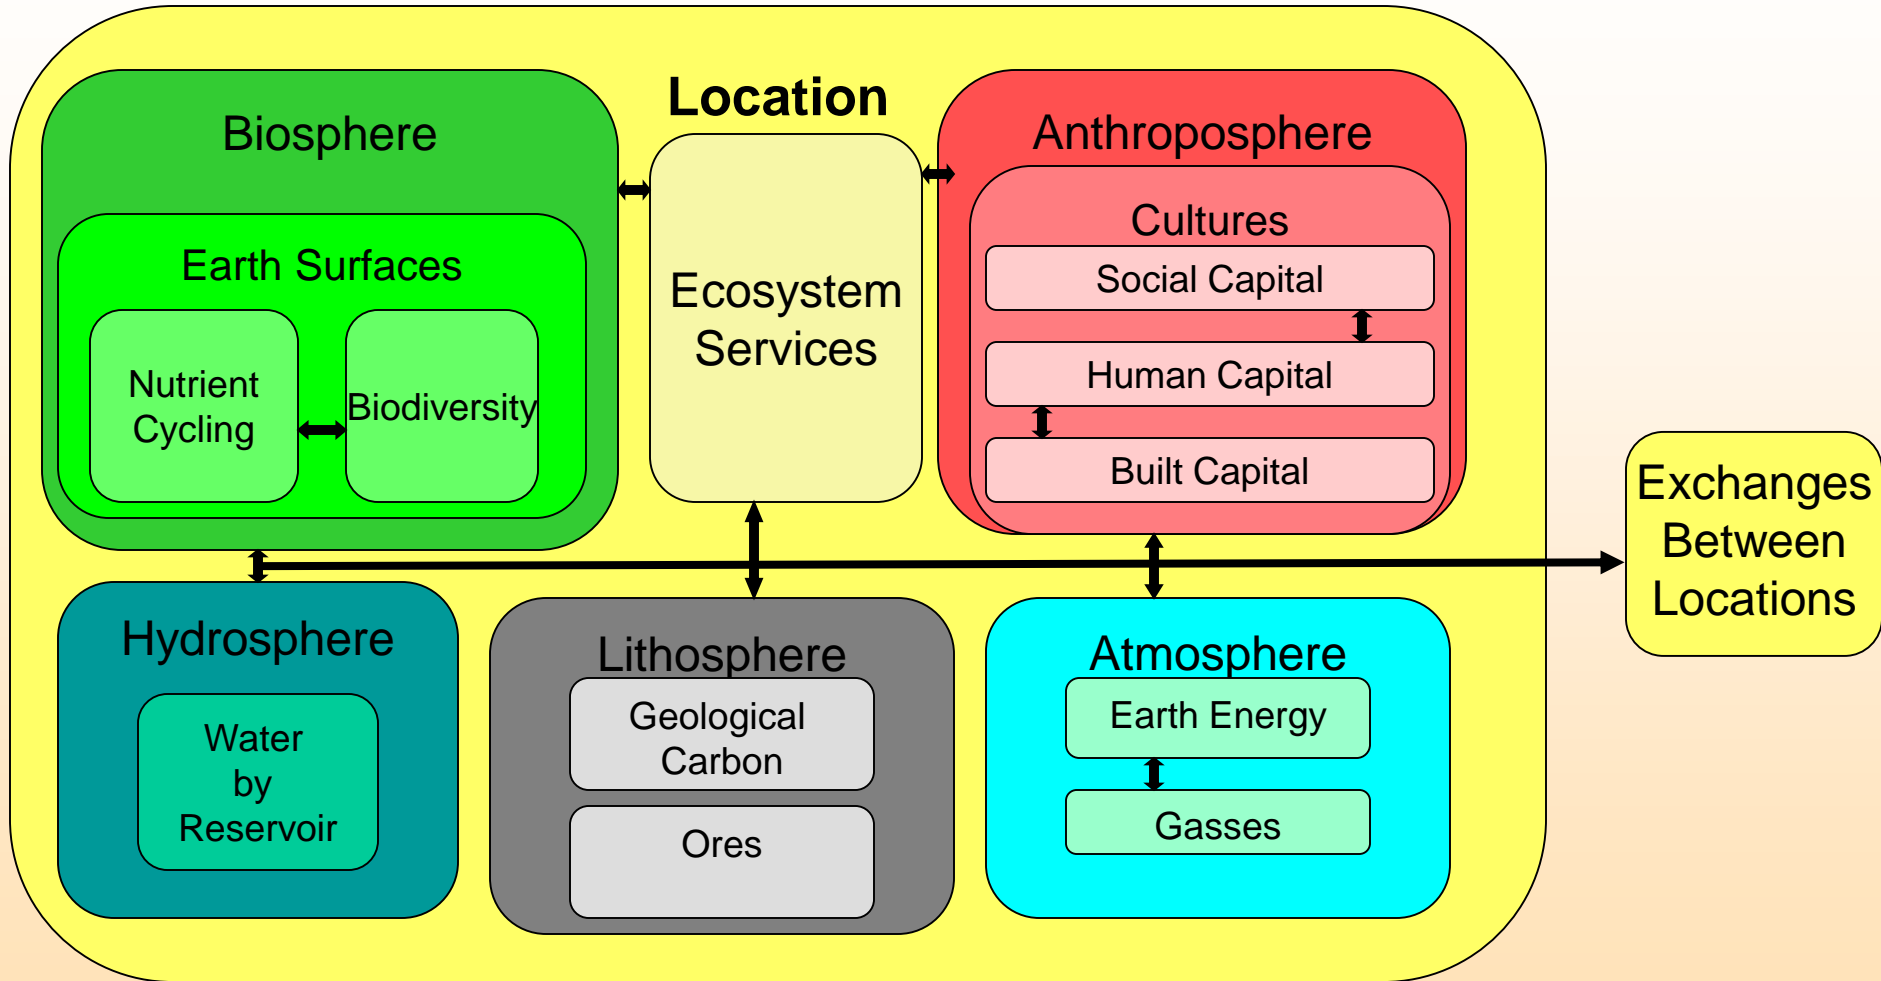 Location
Biosphere
Earth Surfaces
Nutrient
Cycling
Biodiversity
Ecosystem
Services
Anthroposphere
Cultures
Social Capital
Human Capital
Built Capital
Exchanges
Between
Locations
Hydrosphere
Water
by
Reservoir
Lithosphere
Geological
Carbon
Ores
Atmosphere
Earth Energy
Gasses